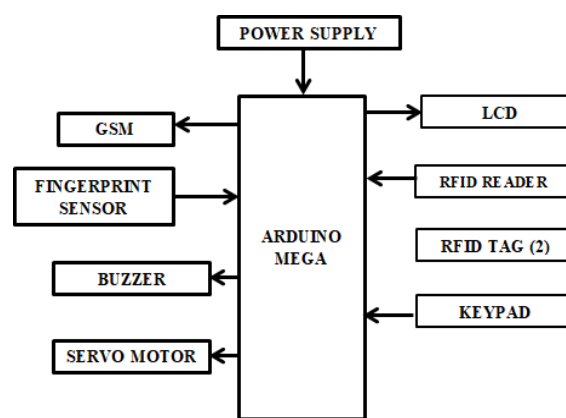 POWER SUPPLY
GSM
FINGERPRINT
SENSOR
BUZZER
SERVO MOTOR
ARDUINO
MEGA
LCD
RFID READER
RFID TAG (2)
KEYPAD